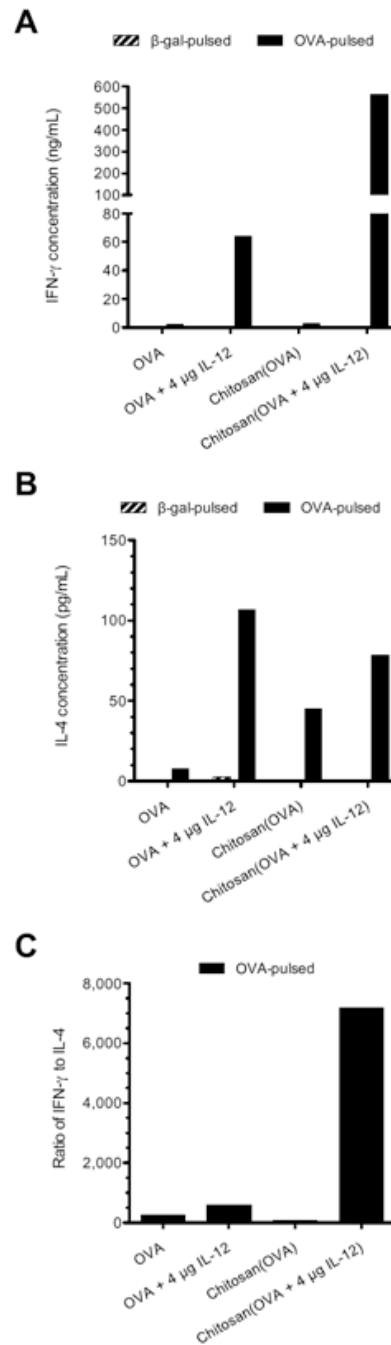 A
β-gal-pulsed OVA-pulsed
IFN-γ concentration (ng/mL)
600
500
400
300
200
100
80
60
40
20
0
OVA
OVA + 4 µg IL-12
Chitosan(OVA)
Chitosan(OVA + 4 µg IL-12)
B
β-gal-pulsed OVA-pulsed
IL-4 concentration (pg/mL)
150
100
50
0
OVA
OVA + 4 µg IL-12
Chitosan(OVA)
Chitosan(OVA + 4 µg IL-12)
C
OVA-pulsed
Ratio of IFN-γ to IL-4
8,000
6,000
4,000
2,000
0
OVA
OVA + 4 µg IL-12
Chitosan(OVA)
Chitosan(OVA + 4 µg IL-12)